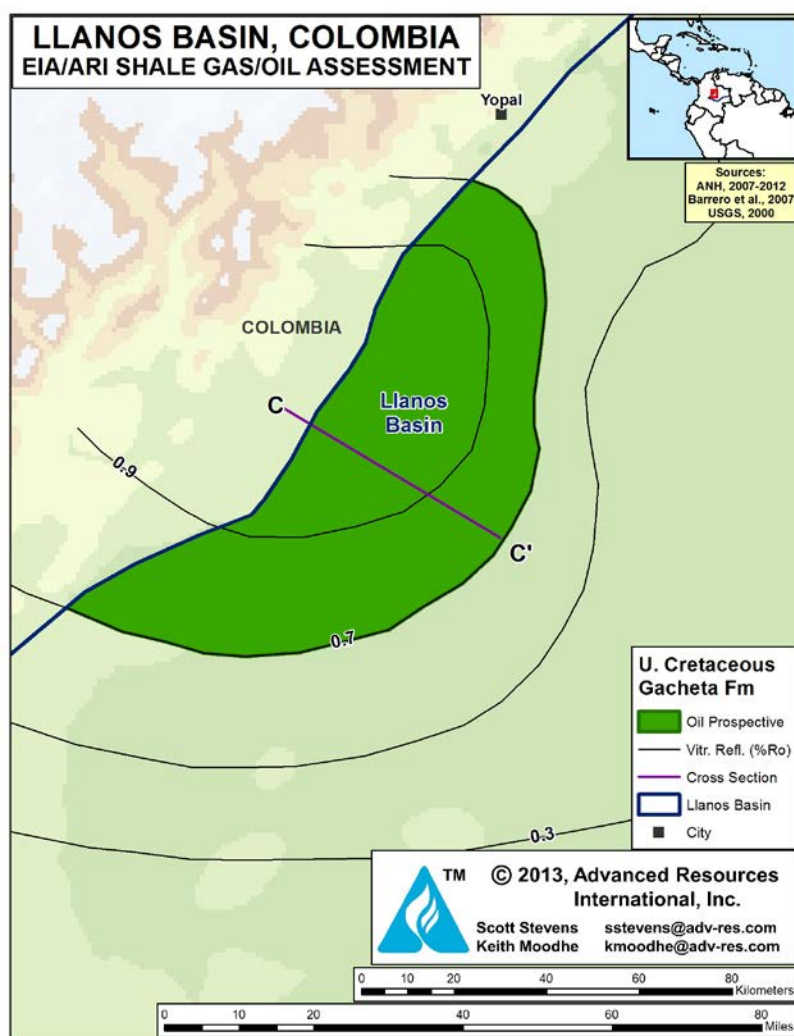 LLANOS BASIN, COLOMBIA
EIA/ARI SHALE GAS/OIL ASSESSMENT
Yopal
Sources:
ANH, 2007-2012
Barrero et al., 2007
USGS, 2000
COLOMBIA
C
Llanos
Basin
0.9
C'
0.7
0.3
U. Cretaceous
Gacheta Fm
Oil Prospective
Vitr. Refl. (%Ro)
Cross Section
Llanos Basin
City
TM
© 2013, Advanced Resources
International, Inc.
Scott Stevens sstevens@adv-res.com
Keith Moodhe kmoodhe@adv-res.com
0 10 20 40 60 80
Kilometers
0 10 20 40 60 80
Miles